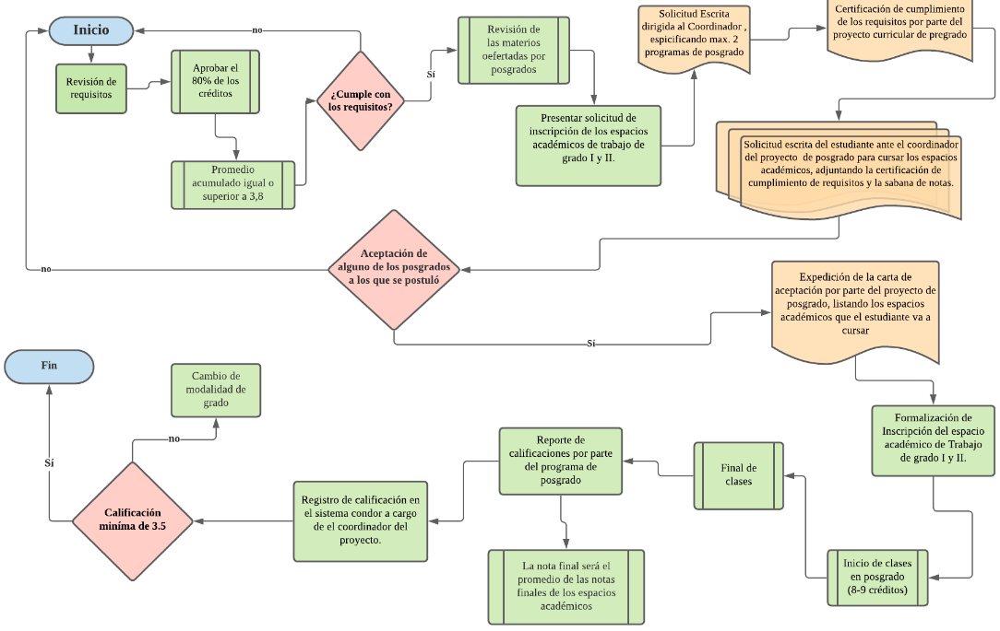 Inicio
no
Revisión de
requisitos
Aprobar el
80% de los
créditos
Promedio
acumulado igual o
superior a 3,8
¿Cumple con
los requisitos?
Sí
Revisión de
las materios
oefertadas por
posgrados
Presentar solicitud de
inscripción de los espacios
académicos de trabajo de
grado I y II.
Solicitud Escrita
dirigida al Coordinador ,
espicificando max. 2
programas de posgrado
Certificación de cumplimiento
de los requisitos por parte del
proyecto curricular de pregrado
Solicitud escrita del estudiante ante el coordinador
del proyecto de posgrado para cursar los espacios
académicos, adjuntando la certificación de
cumplimiento de requisitos y la sabana de notas.
Aceptación de
alguno de los posgrados
a los que se postuló
no
Sí
Expedición de la carta de
aceptación por parte del proyecto de
posgrado, listando los espacios
académicos que el estudiante va a
cursar
Formalización de
Inscripción del espacio
académico de Trabajo
de grado I y II.
Inicio de clases
en posgrado
(8-9 créditos)
Final de
clases
Reporte de
calificaciones por parte
del programa de
posgrado
La nota final será el
promedio de las notas
finales de los espacios
académicos
Registro de calificación en
el sistema condor a cargo
de el coordinador del
proyecto.
Calificación
miníma de 3.5
no
Cambio de
modalidad de
grado
Sí
Fin